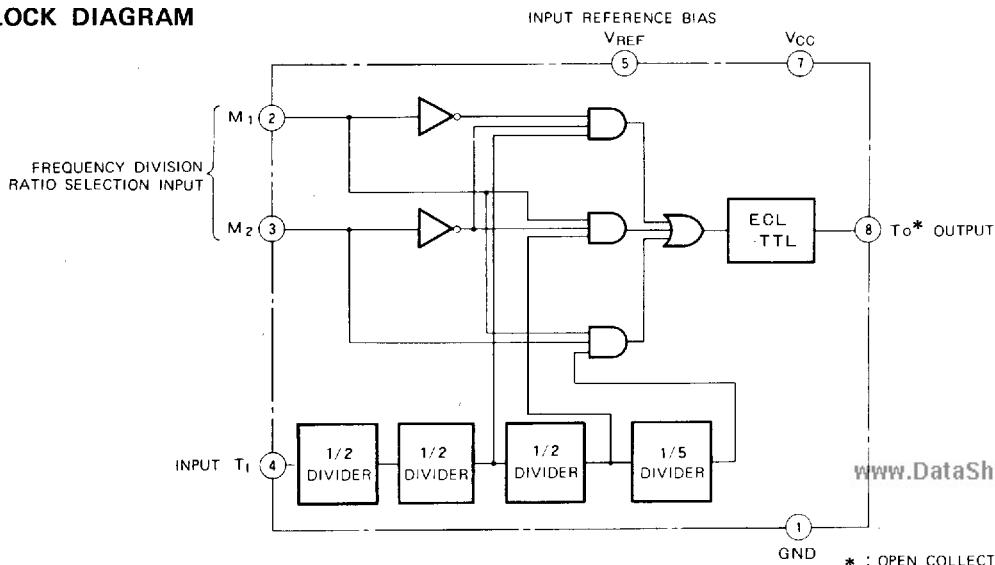 LOCK DIAGRAM
INPUT REFERENCE BIAS
VREF
VCC
5
7
M1 2
FREQUENCY DIVISION
RATIO SELECTION INPUT
M2 3
ECL
TTL
8 To* OUTPUT
INPUT TI 4
1/2
DIVIDER
1/2
DIVIDER
1/2
DIVIDER
1/5
DIVIDER
www.DataSh
1
GND
* : OPEN COLLECT